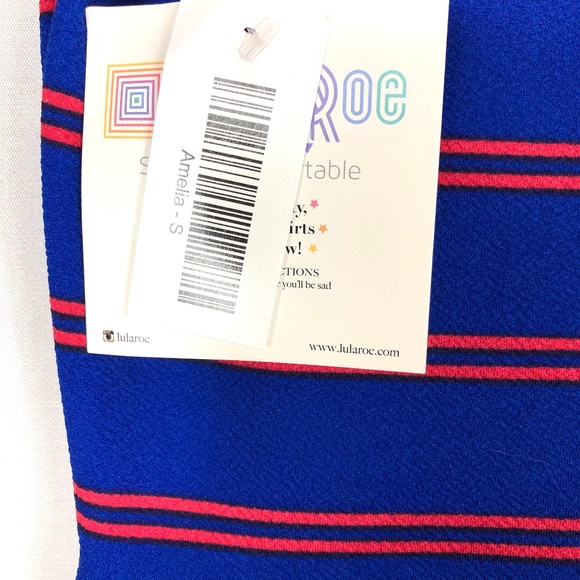 Roe
table
Amelia - S
irts
w!
CTIONS
you'll be sad
lularoe
www.lularoe.com